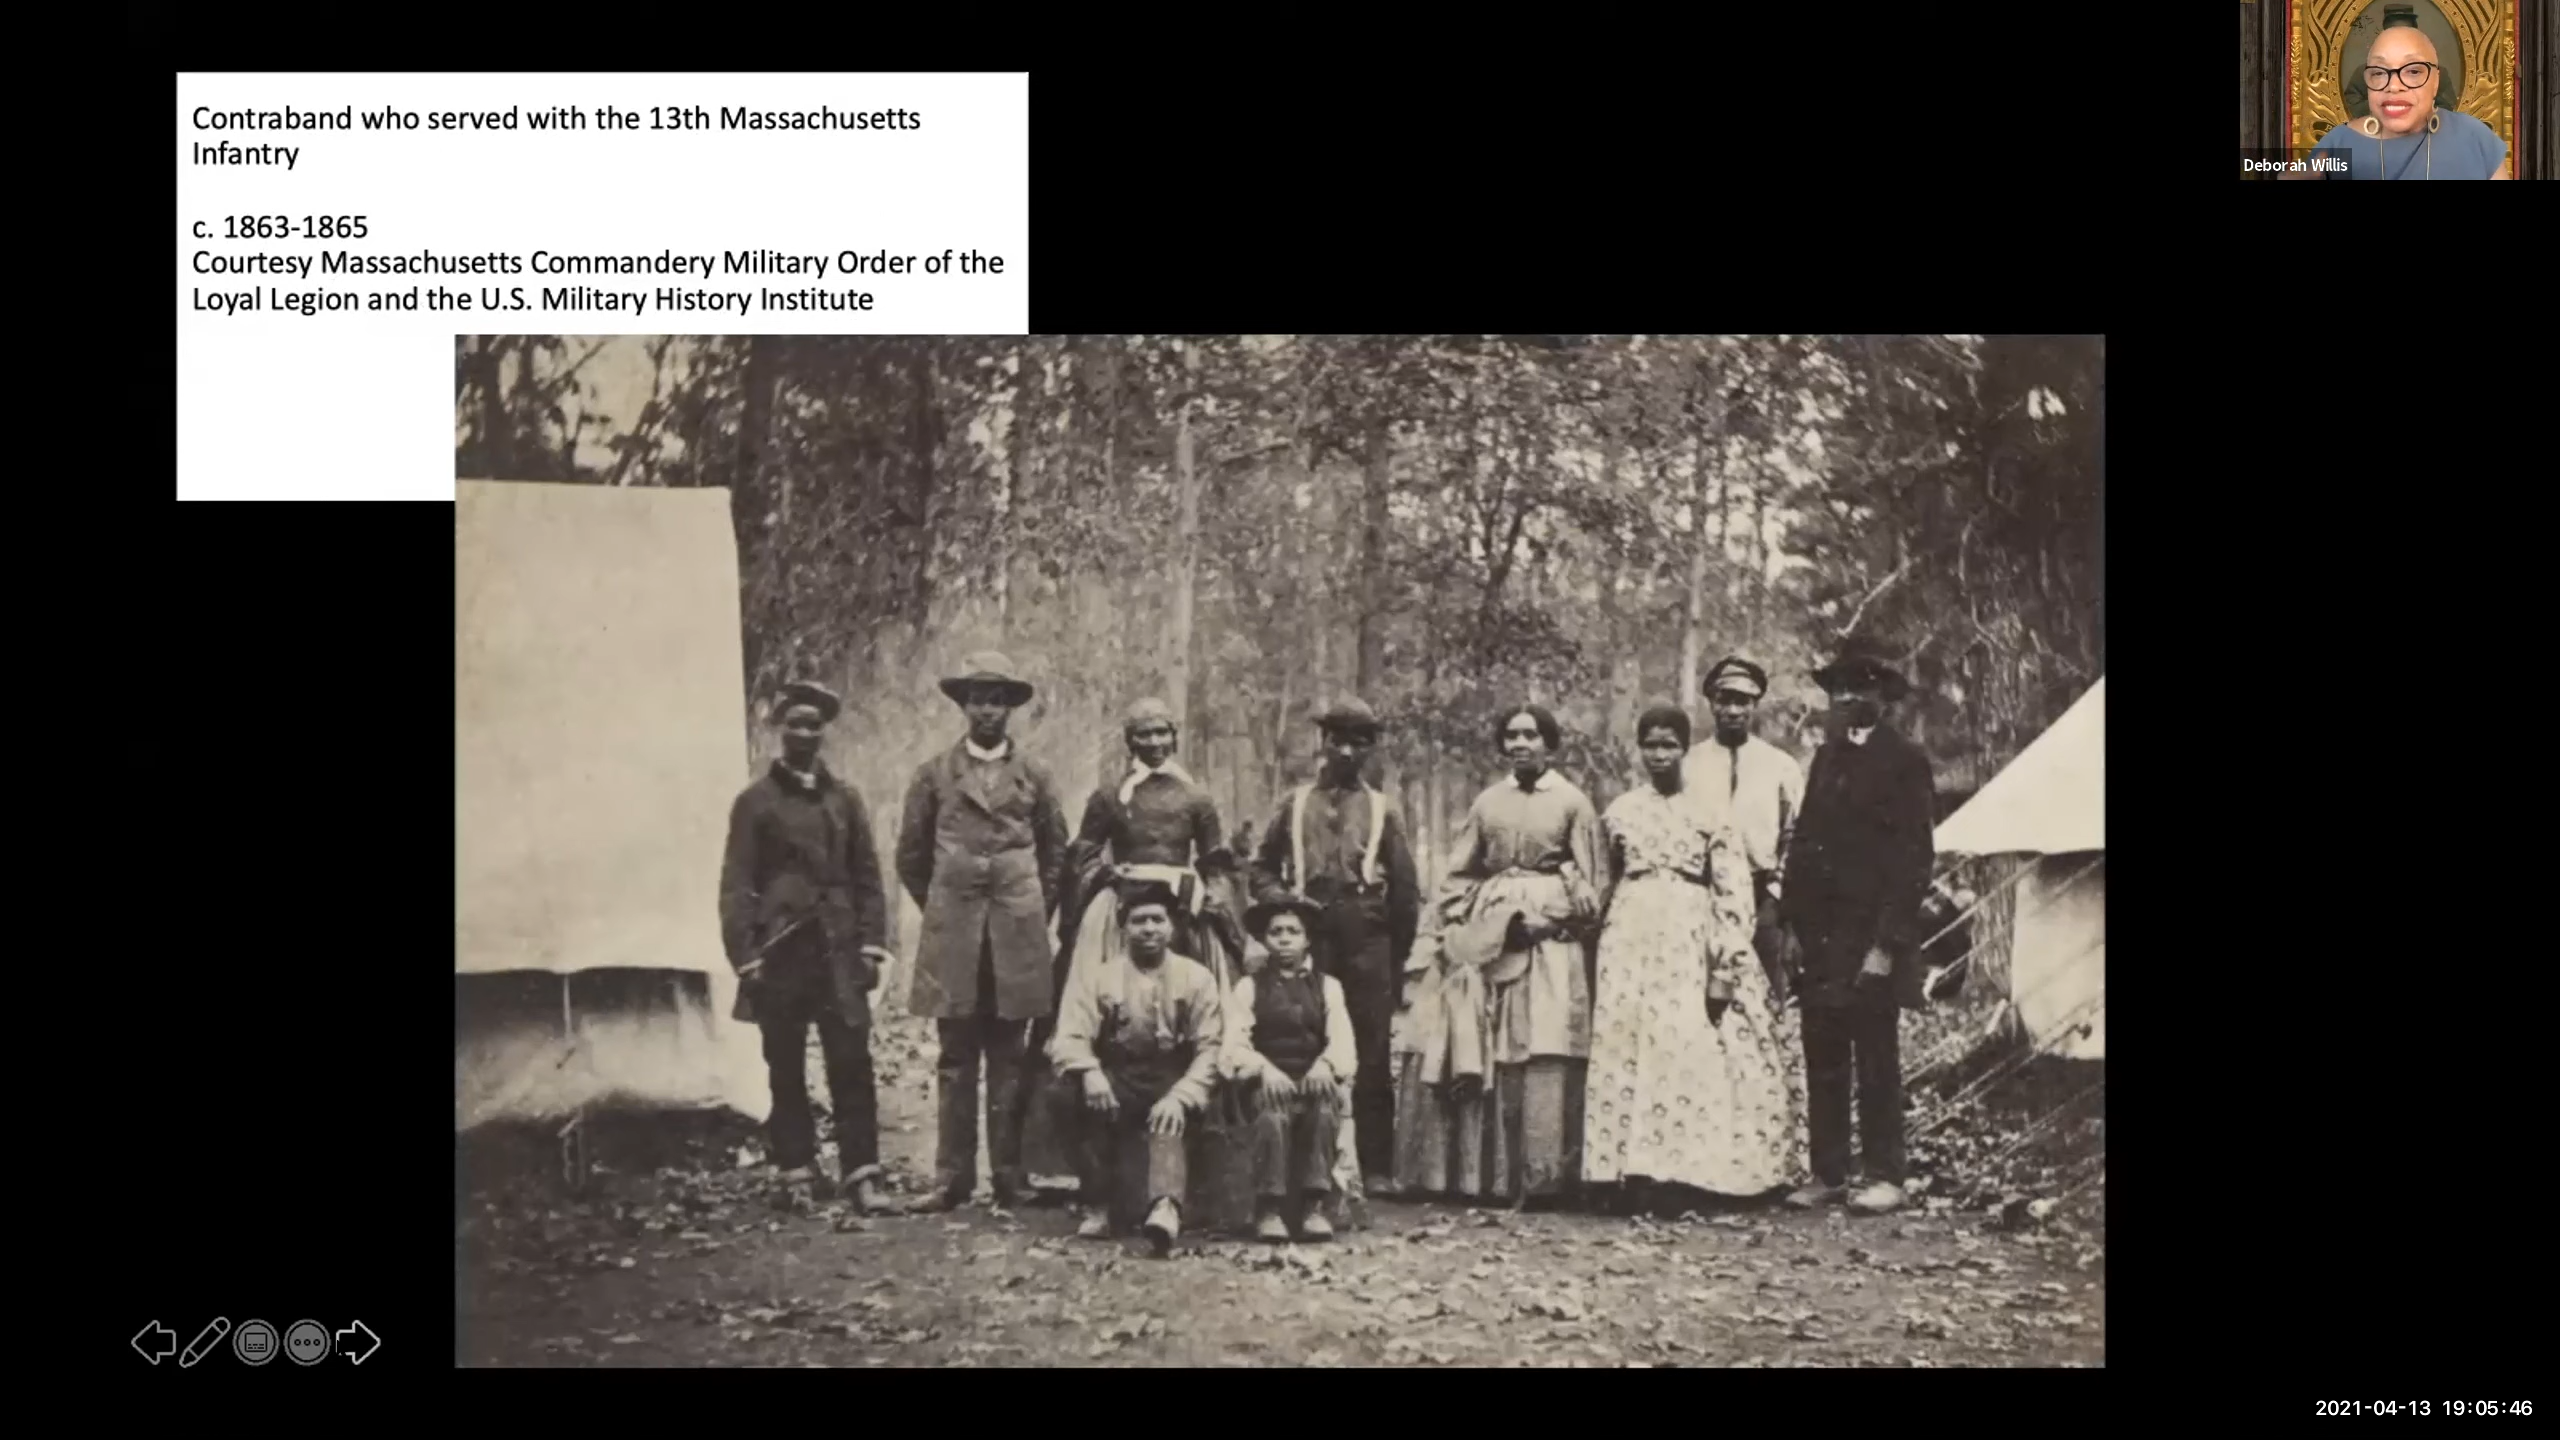 Contraband who served with the 13th Massachusetts
Infantry
c. 1863-1865
Courtesy Massachusetts Commandery Military Order of the
Loyal Legion and the U.S. Military History Institute
Deborah Willis
2021-04-13 19:05:46